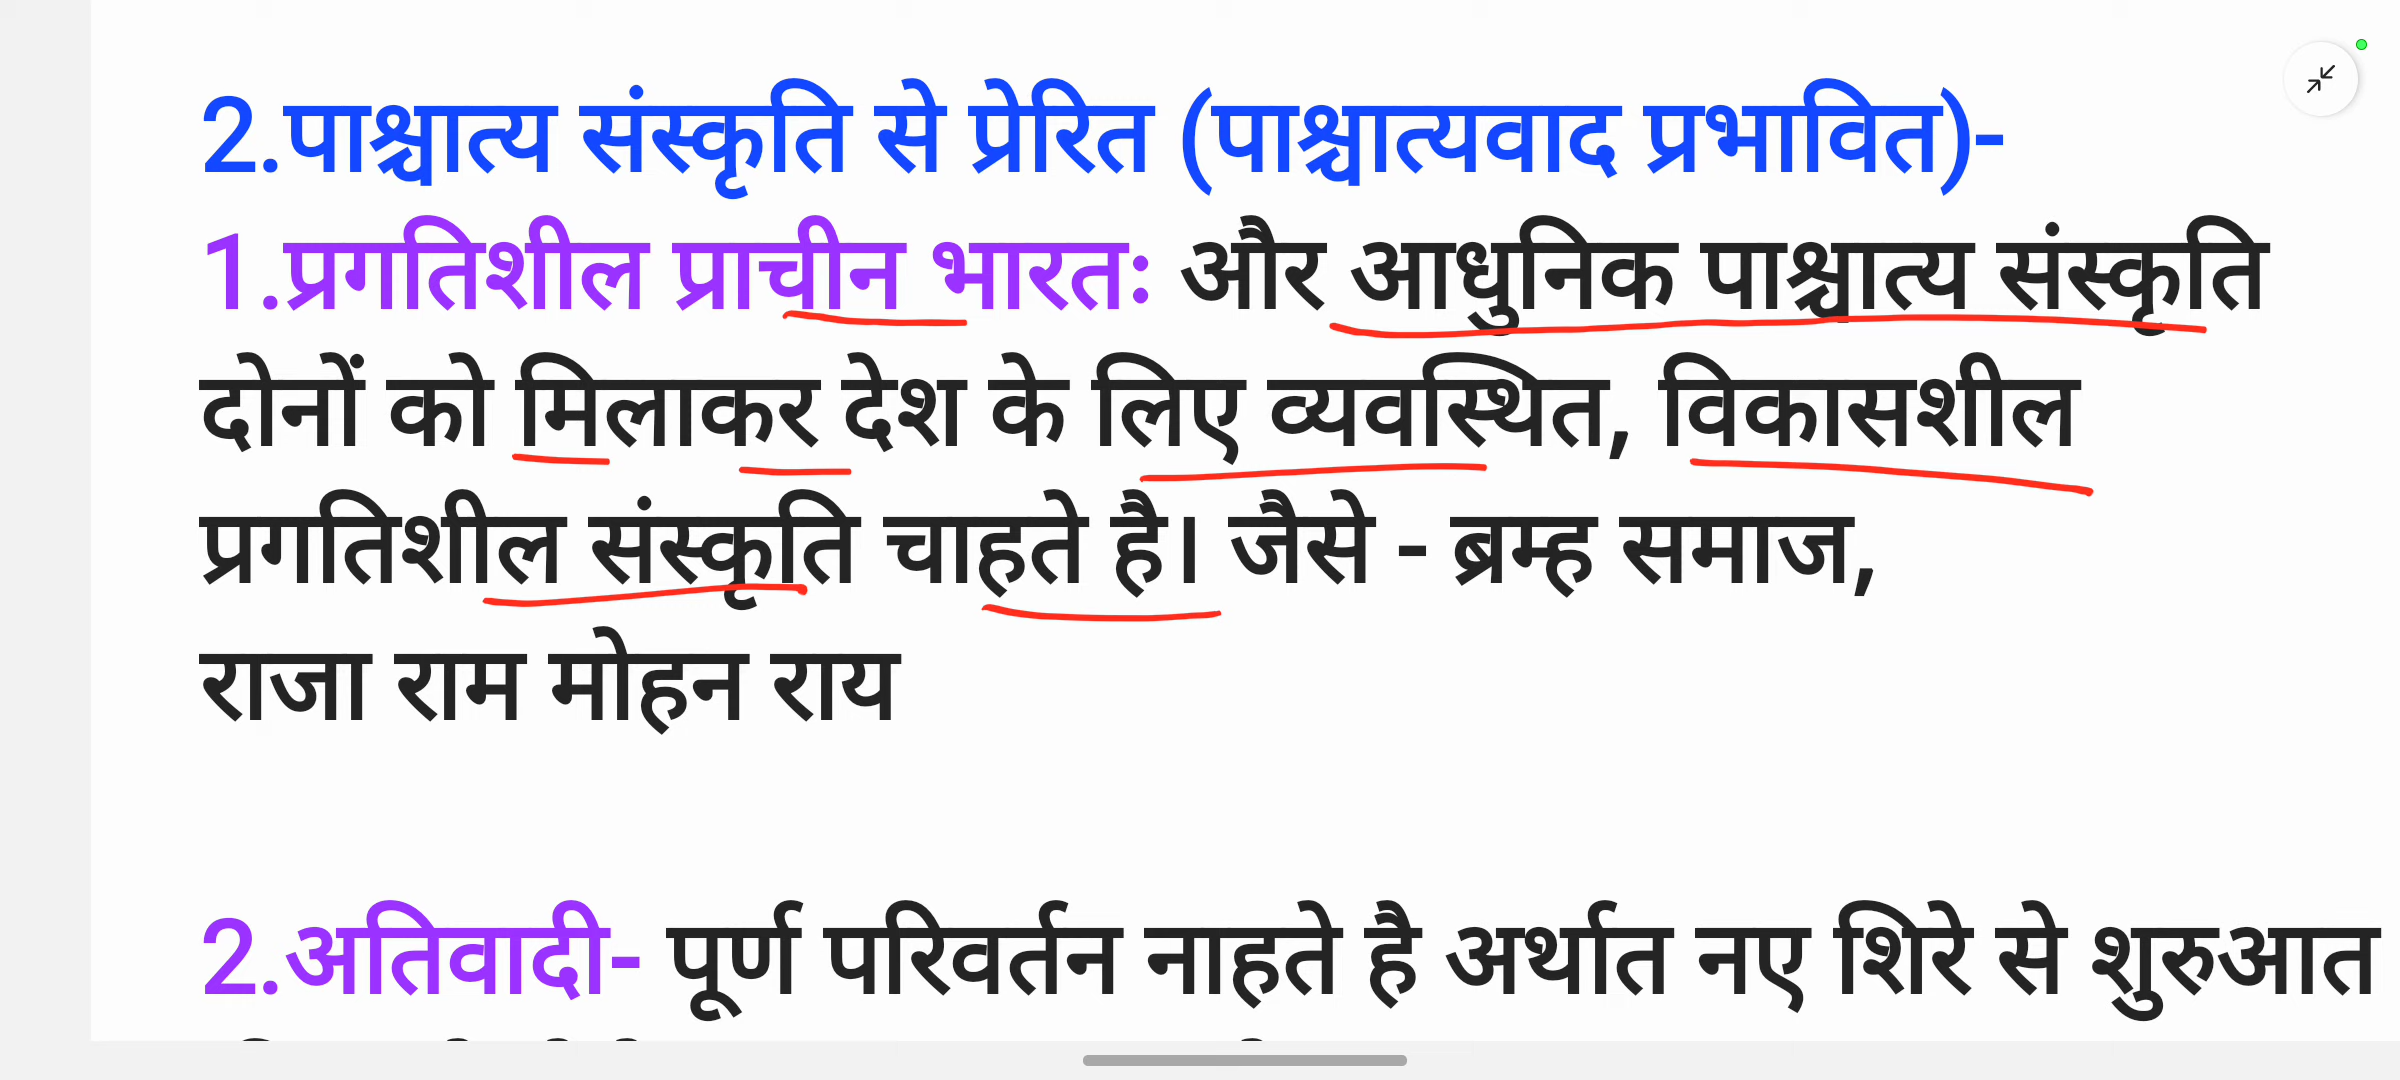 2.पाश्चात्य संस्कृति से प्रेरित (पाश्चात्यवाद प्रभावित)-
1.प्रगतिशील प्राचीन भारतः और आधुनिक पाश्चात्य संस्कृति
दोनों को मिलाकर देश के लिए व्यवस्थित, विकासशील
प्रगतिशील संस्कृति चाहते है। जैसे - ब्रम्ह समाज,
राजा राम मोहन राय
2.अतिवादी- पूर्ण परिवर्तन नाहते है अर्थात नए शिरे से शुरुआत